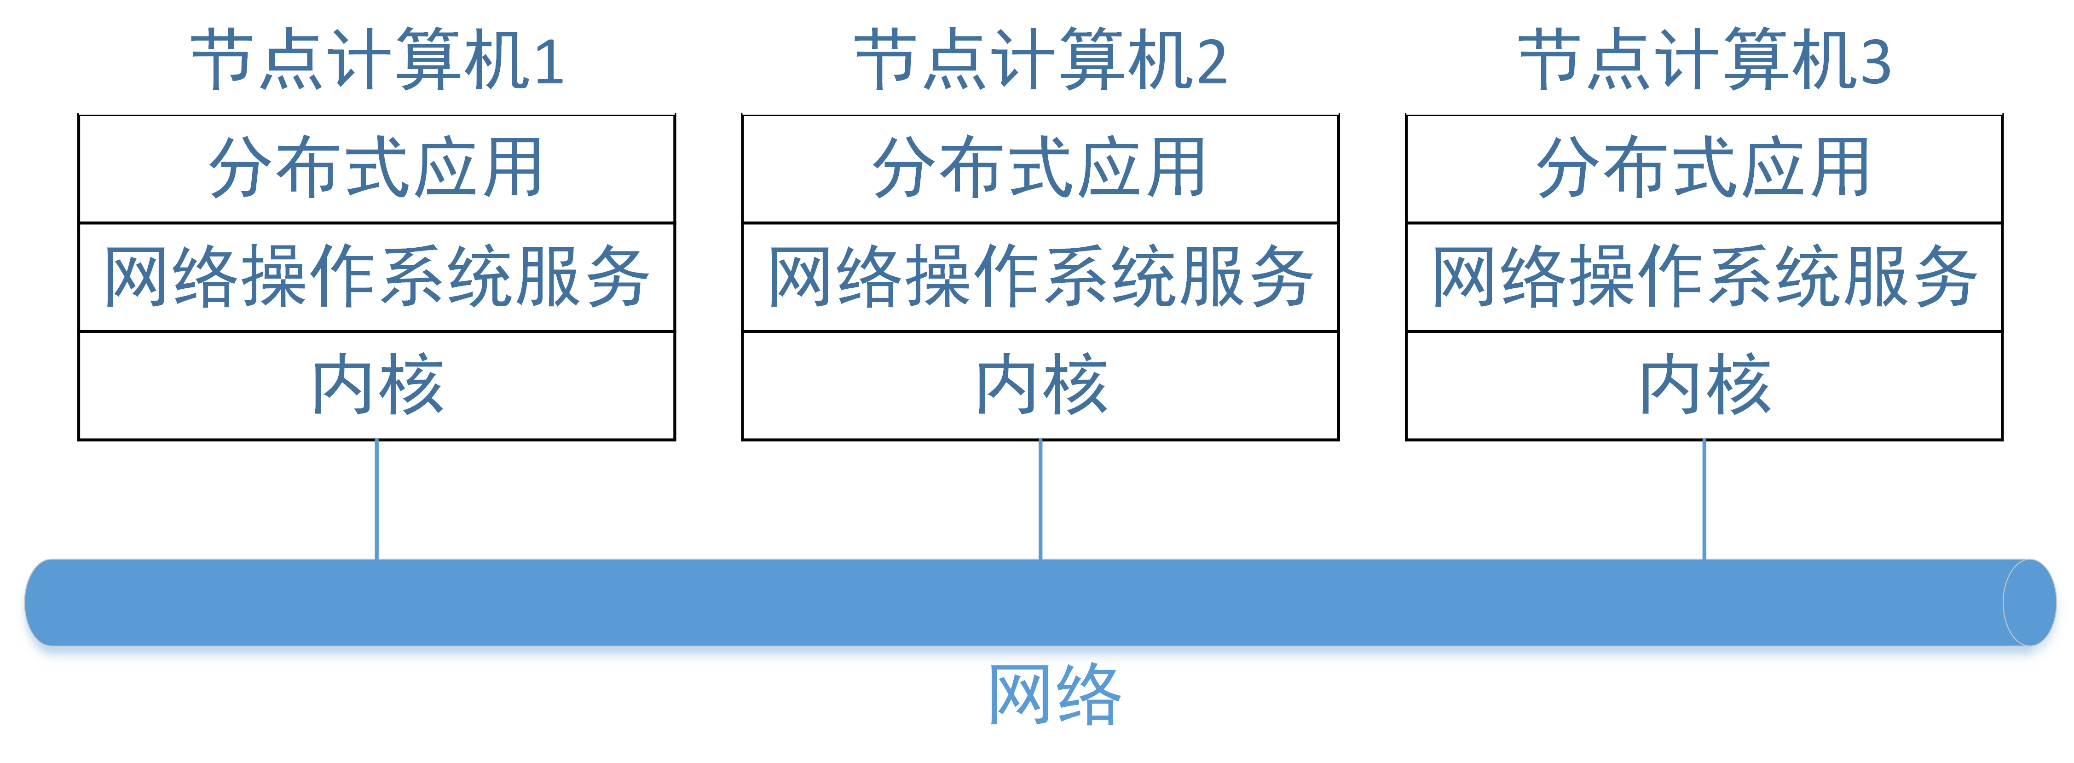 节点计算机1
节点计算机2
节点计算机3
分布式应用
分布式应用
分布式应用
网络操作系统服务
网络操作系统服务
网络操作系统服务
内核
内核
内核
网络